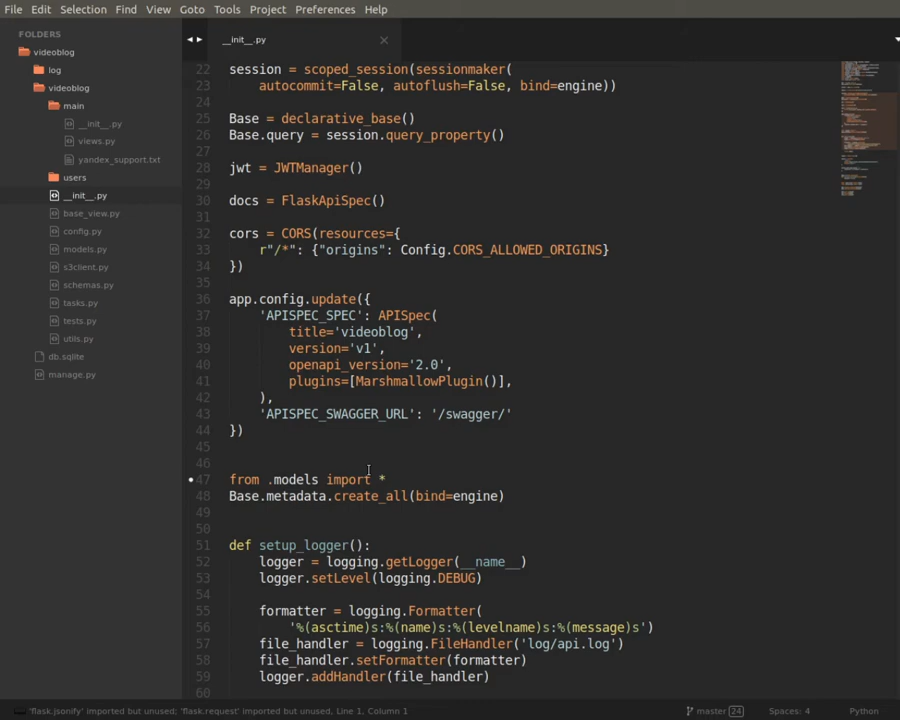 File Edit Selection Find View Goto Tools Project Preferences Help
FOLDERS
videoblog
log
videoblog
main
__init__.py
views.py
yandex_support.txt
users
__init__.py
base_view.py
config.py
models.py
s3client.py
schemas.py
tasks.py
tests.py
utils.py
db.sqlite
manage.py
__init__.py
22 session = scoped_session(sessionmaker(
23 autocommit=False, autoflush=False, bind=engine))
24
25 Base = declarative_base()
26 Base.query = session.query_property()
27
28 jwt = JWTManager()
29
30 docs = FlaskApiSpec()
31
32 cors = CORS(resources={
33 r"/*": {"origins": Config.CORS_ALLOWED_ORIGINS}
34 })
35
36 app.config.update({
37 'APISPEC_SPEC': APISpec(
38 title='videoblog',
39 version='v1',
40 openapi_version='2.0',
41 plugins=[MarshmallowPlugin()],
42 ),
43 'APISPEC_SWAGGER_URL': '/swagger/'
44 })
45
46
47 from .models import *
48 Base.metadata.create_all(bind=engine)
49
50
51 def setup_logger():
52 logger = logging.getLogger(__name__)
53 logger.setLevel(logging.DEBUG)
54
55 formatter = logging.Formatter(
56 '%(asctime)s:%(name)s:%(levelname)s:%(message)s')
57 file_handler = logging.FileHandler('log/api.log')
58 file_handler.setFormatter(formatter)
59 logger.addHandler(file_handler)
60
'flask.jsonify' imported but unused; 'flask.request' imported but unused, Line 1, Column 1
master 24 Spaces: 4 Python